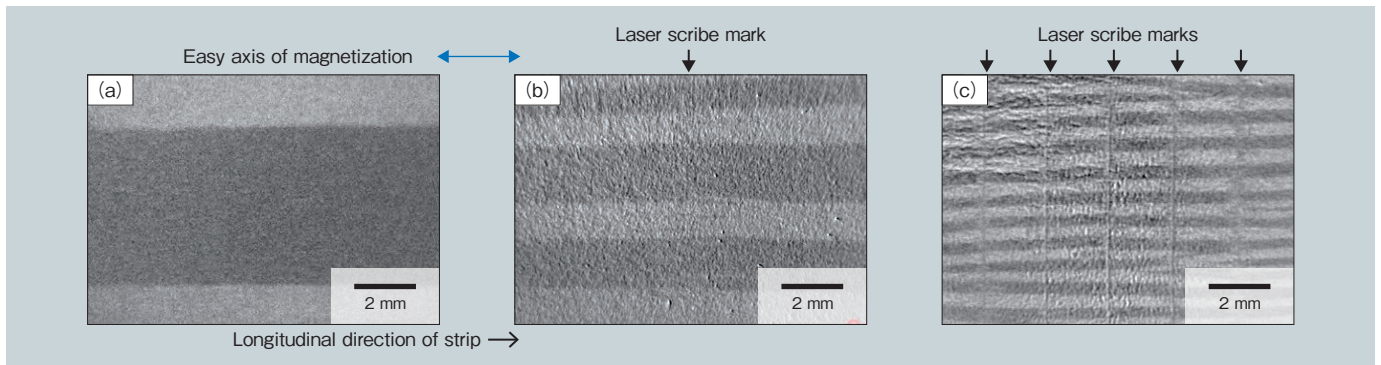 Easy axis of magnetization
Laser scribe mark
Laser scribe marks
(a)
(b)
(c)
2 mm
2 mm
2 mm
Longitudinal direction of strip